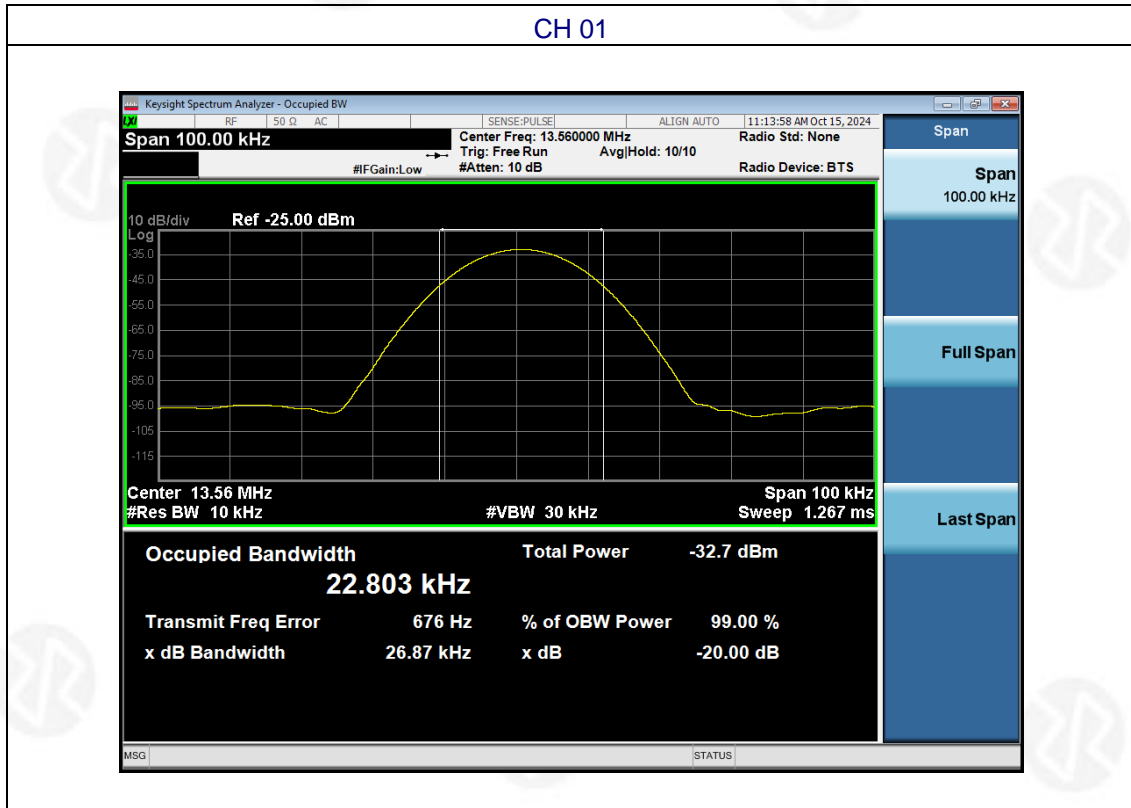 CH 01
Keysight Spectrum Analyzer - Occupied BW
LXI RF 50 Ω AC SENSE:PULSE ALIGN AUTO 11:13:58 AM Oct 15, 2024
Span 100.00 kHz
Center Freq: 13.560000 MHz Radio Std: None
Trig: Free Run Avg|Hold: 10/10
#IFGain:Low #Atten: 10 dB Radio Device: BTS
Span
Span
100.00 kHz
Full Span
Last Span
10 dB/div Ref -25.00 dBm
Log
-35.0
-45.0
-55.0
-65.0
-75.0
-85.0
-95.0
-105
-115
Center 13.56 MHz Span 100 kHz
#Res BW 10 kHz #VBW 30 kHz Sweep 1.267 ms
Occupied Bandwidth Total Power -32.7 dBm
22.803 kHz
Transmit Freq Error 676 Hz % of OBW Power 99.00 %
x dB Bandwidth 26.87 kHz x dB -20.00 dB
MSG STATUS